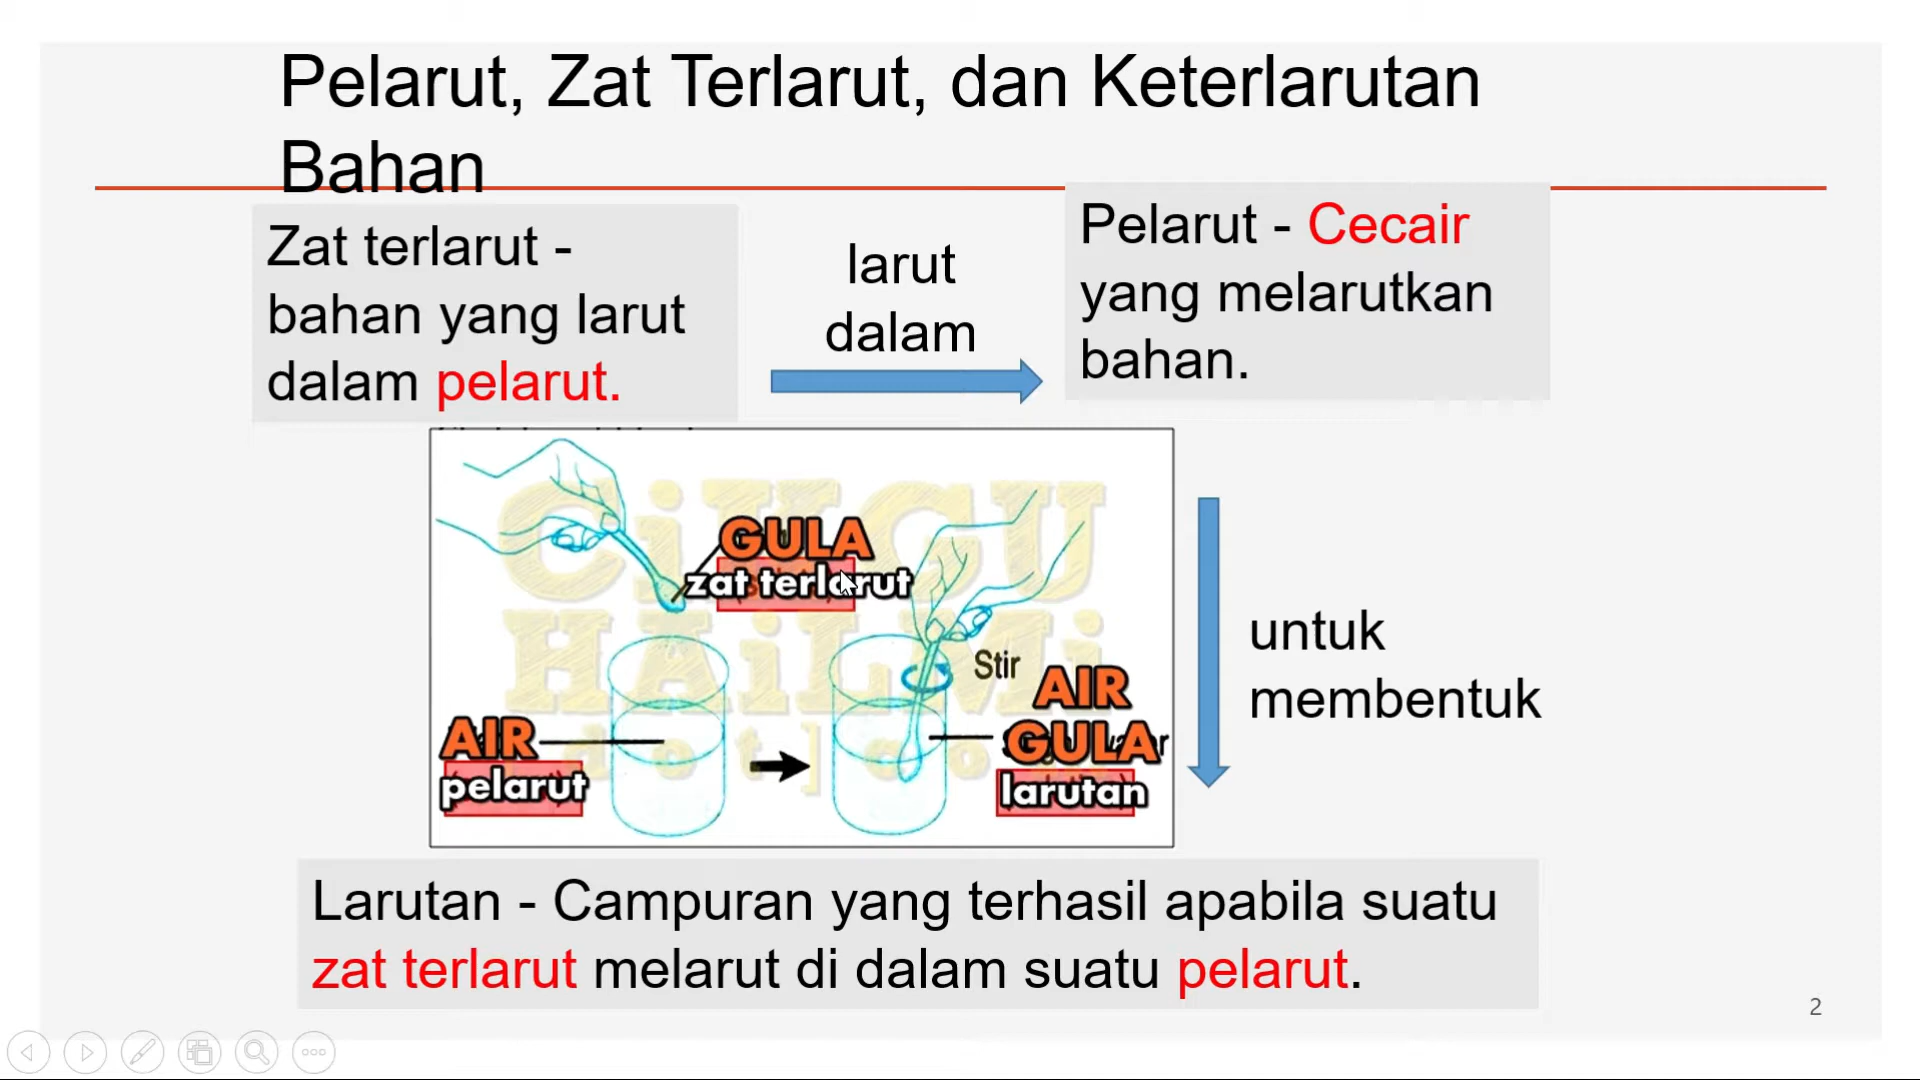 Pelarut, Zat Terlarut, dan Keterlarutan
Bahan
Zat terlarut -
bahan yang larut
dalam pelarut.
larut
dalam
Pelarut - Cecair
yang melarutkan
bahan.
GULA
zat terlarut
Stir
AIR
GULA
larutan
AIR
pelarut
CiKGU
HAiLMi
untuk
membentuk
Larutan - Campuran yang terhasil apabila suatu
zat terlarut melarut di dalam suatu pelarut.
2